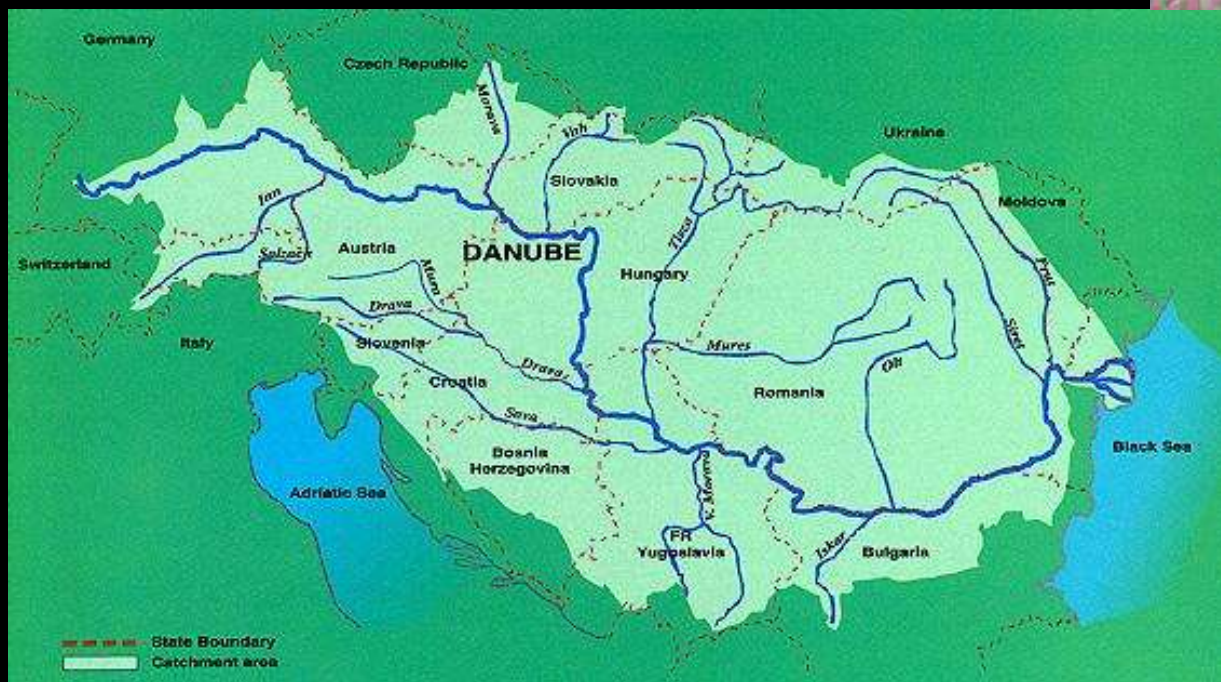 Germany
Czech Republic
Morava
Vah
Ukraine
Slovakia
Moldova
Inn
Salzach
Austria
DANUBE
Switzerland
Hungary
Tisza
Prut
Mura
Drava
Siret
Italy
Slovenia
Mures
Drava
Olt
Croatia
Romania
Sava
Bosnia
Herzegovina
Black Sea
Adriatic Sea
V. Morava
FR
Yugoslavia
Iskar
Bulgaria
State Boundary
Catchment area